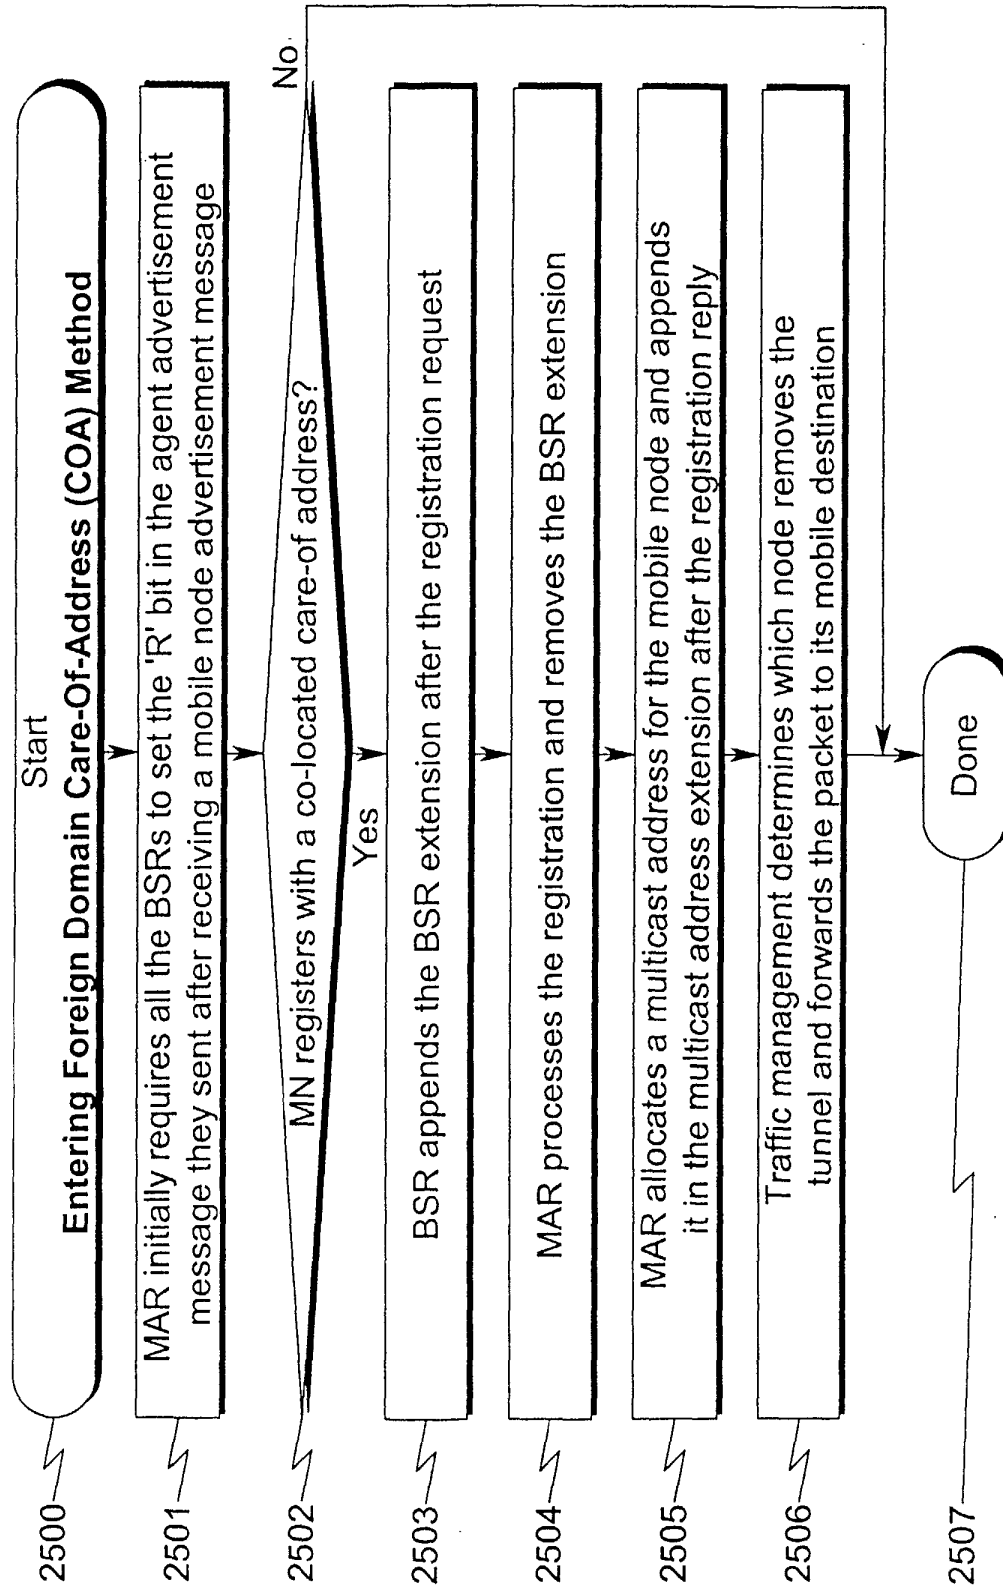 Start
Entering Foreign Domain Care-Of-Address (COA) Method
2500
MAR initially requires all the BSRs to set the 'R' bit in the agent advertisement
message they sent after receiving a mobile node advertisement message
2501
MN registers with a co-located care-of address?
No
2502
Yes
BSR appends the BSR extension after the registration request
2503
MAR processes the registration and removes the BSR extension
2504
MAR allocates a multicast address for the mobile node and appends
it in the multicast address extension after the registration reply
2505
Traffic management determines which node removes the
tunnel and forwards the packet to its mobile destination
2506
Done
2507